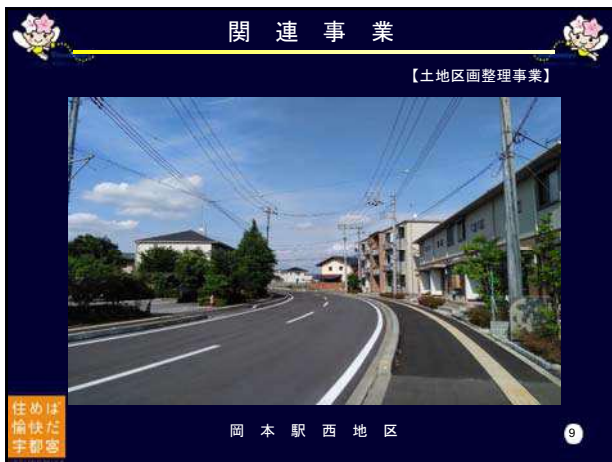 関連事業
【土地区画整理事業】
住めば
愉快だ
宇都宮
岡本駅西地区
9